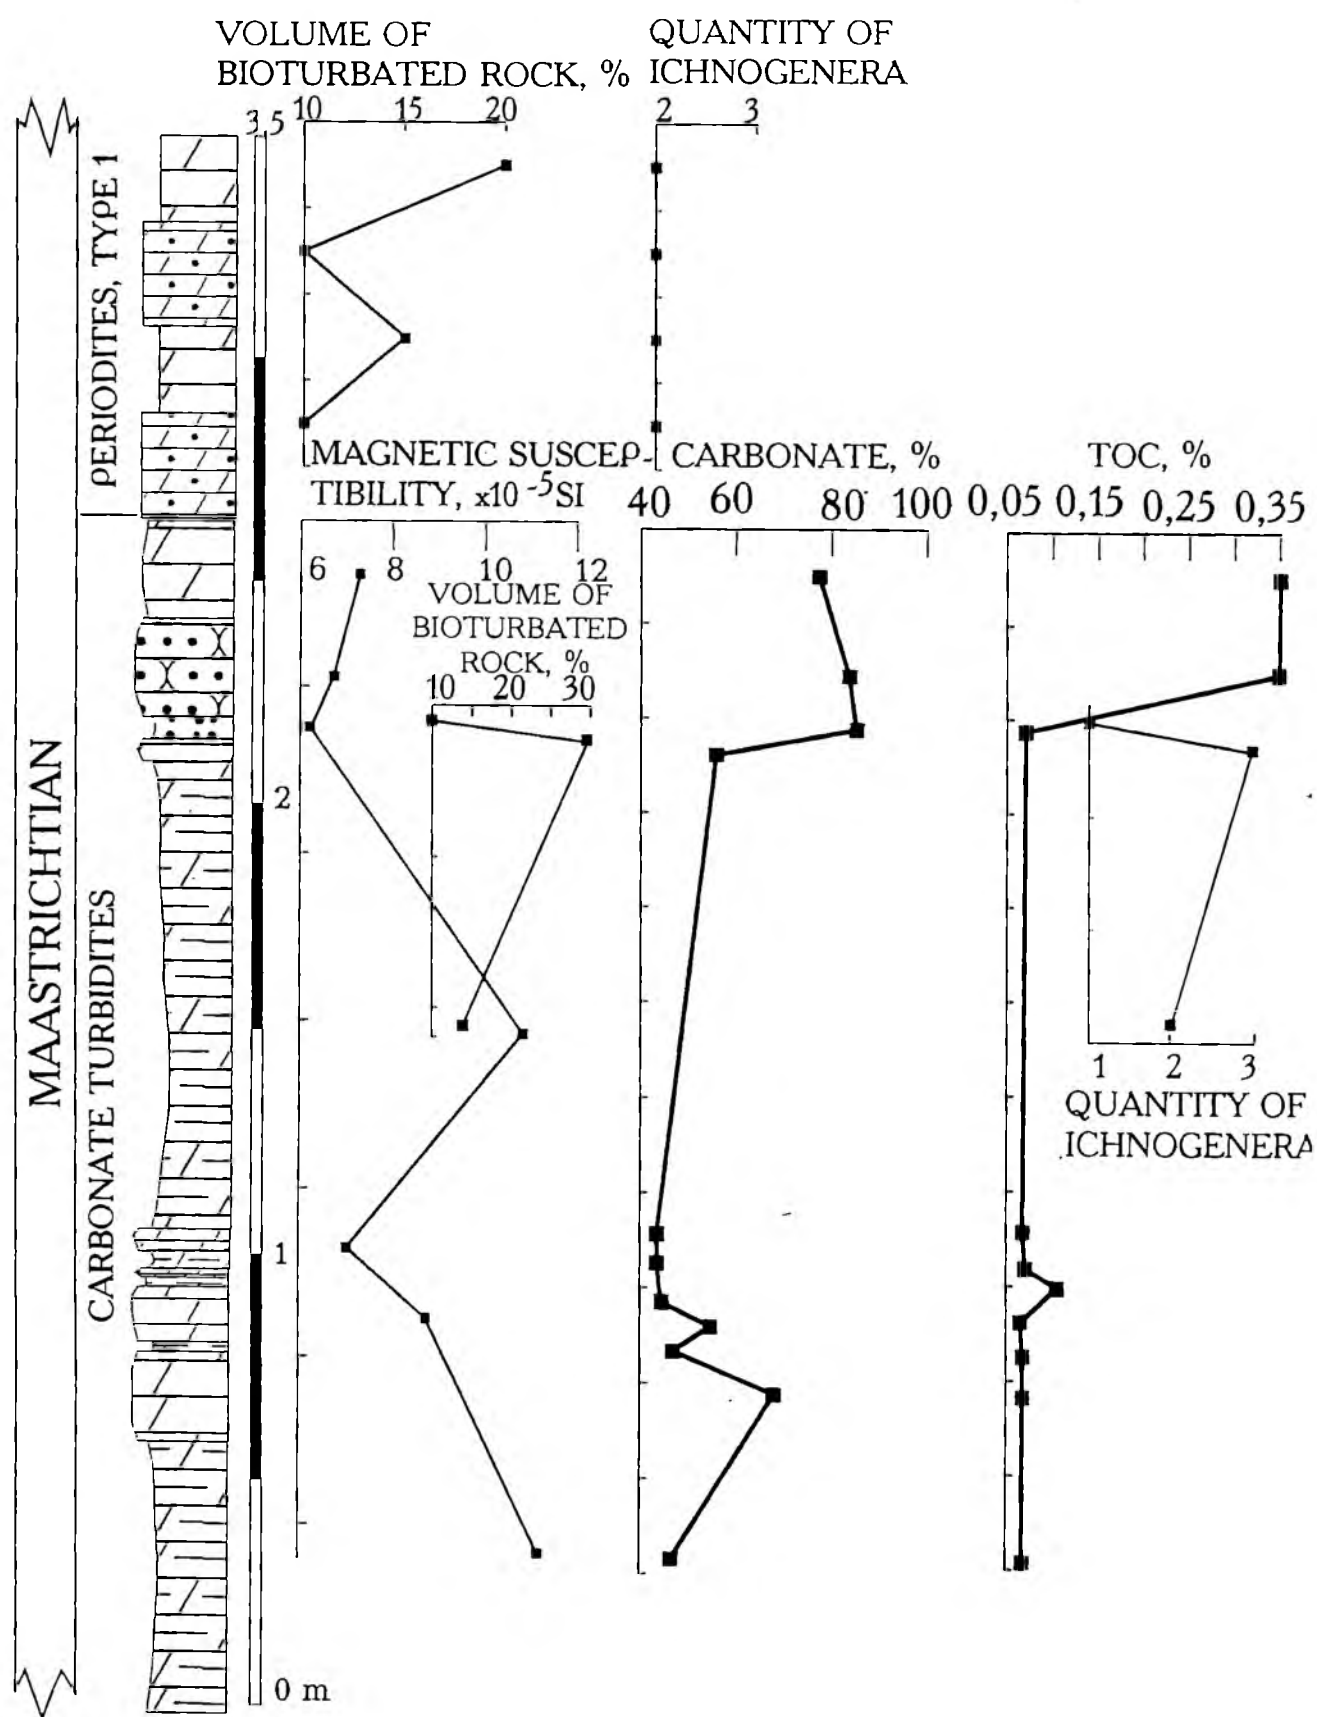 VOLUME OF
BIOTURBATED ROCK, %
10 15 20
QUANTITY OF
ICHNOGENERA
2 3
3,5
MAASTRICHTIAN
PERIODITES, TYPE 1
CARBONATE TURBIDITES
2
1
0 m
MAGNETIC SUSCEP-
TIBILITY, x10 -5 SI
6 8 10 12
VOLUME OF
BIOTURBATED
ROCK, %
10 20 30
CARBONATE, %
40 60 80 100
TOC, %
0,05 0,15 0,25 0,35
1 2 3
QUANTITY OF
ICHNOGENERA